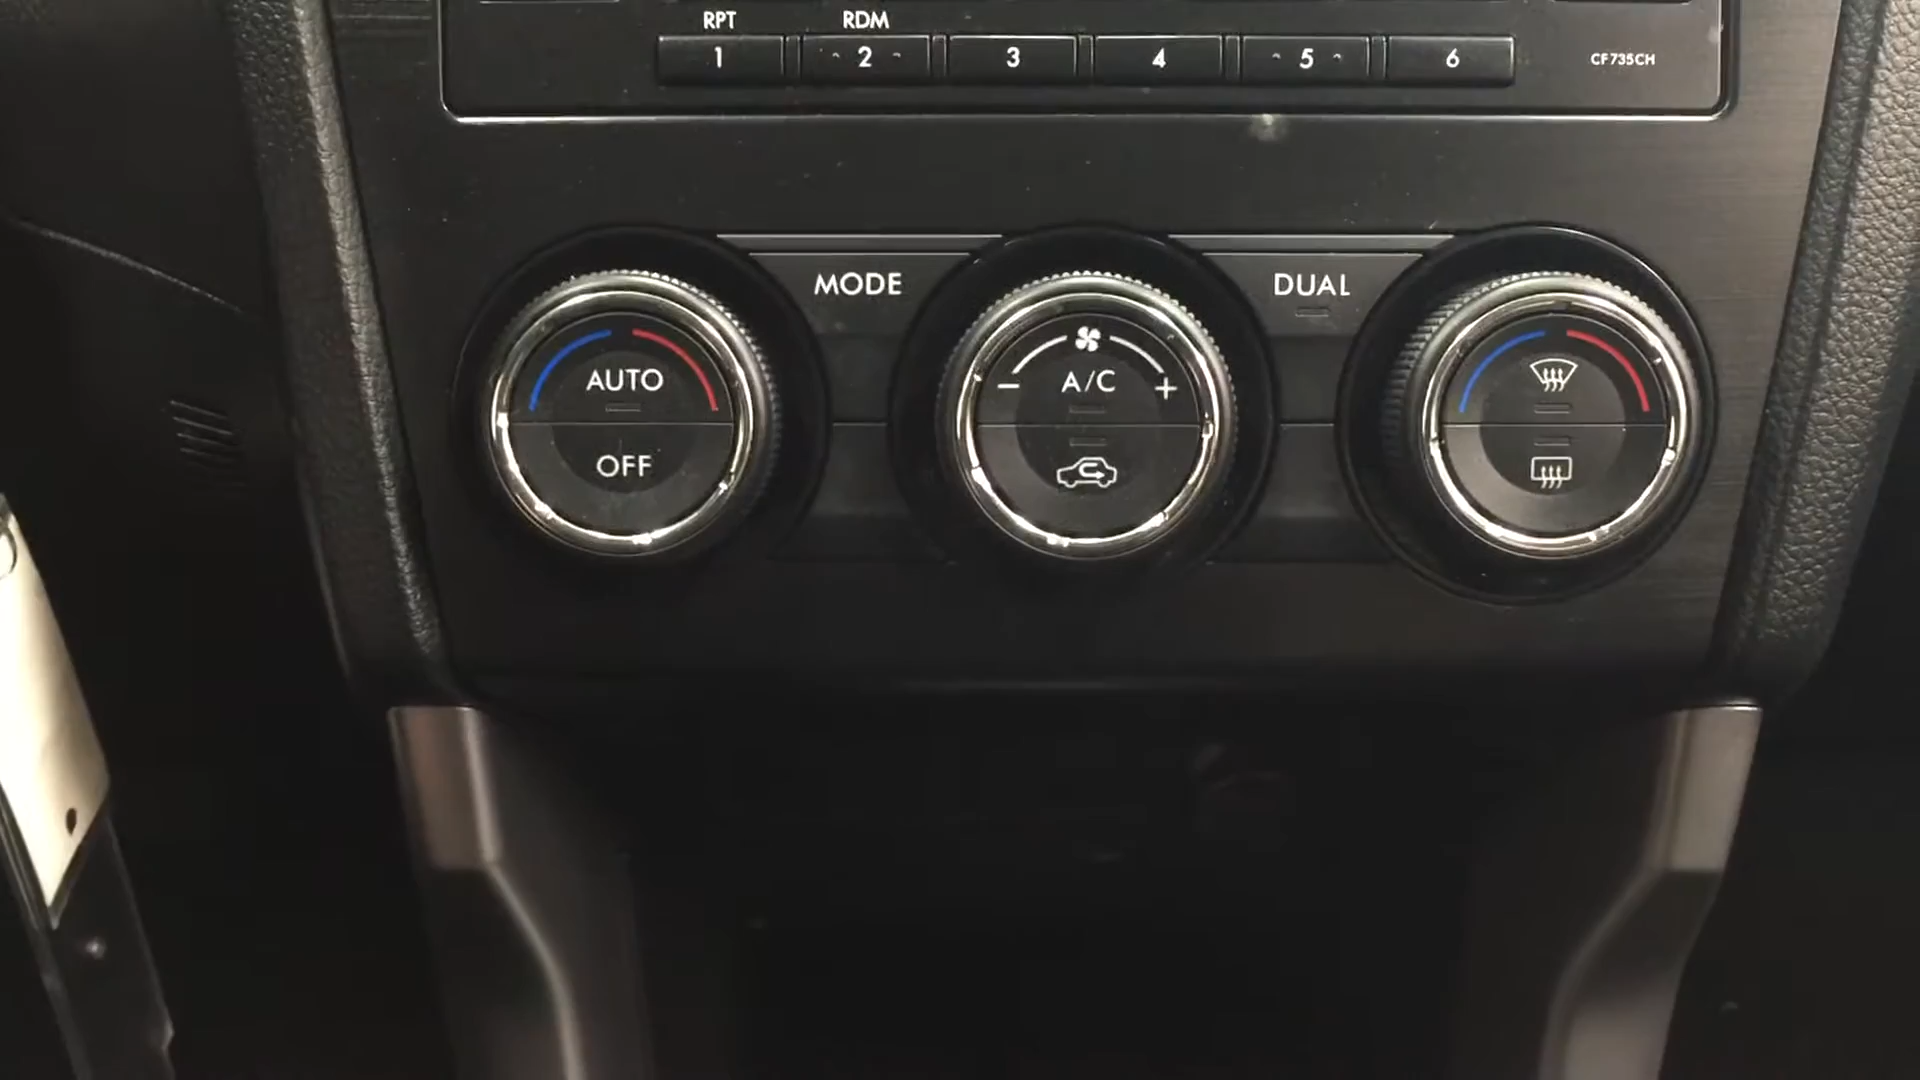 RPT RDM
1 2 3 4 5 6 CF735CH
MODE DUAL
AUTO - A/C +
OFF